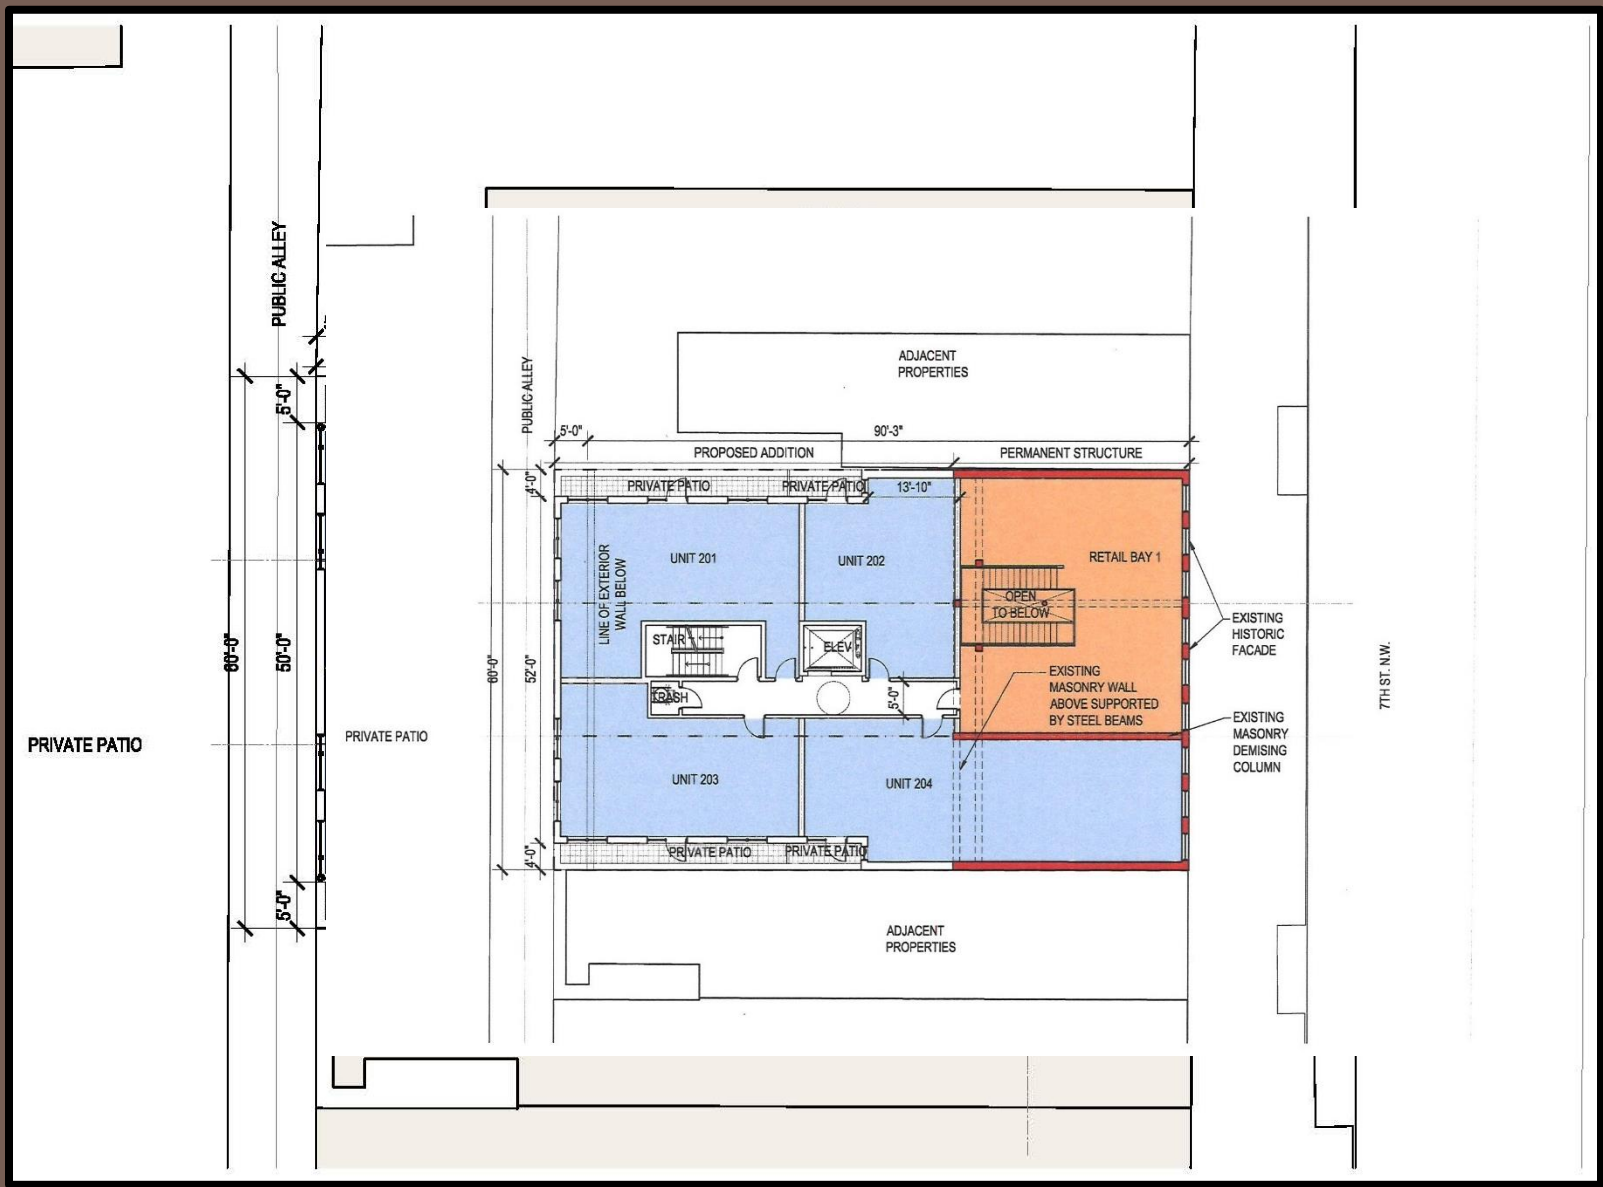 PUBLIC ALLEY
5'-0"
60'-0"
50'-0"
5'-0"
PRIVATE PATIO
PRIVATE PATIO
PUBLIC ALLEY
ADJACENT
PROPERTIES
5'-0"
90'-3"
PROPOSED ADDITION
PERMANENT STRUCTURE
4'-0"
PRIVATE PATIO
PRIVATE PATIO
13'-10"
UNIT 201
UNIT 202
RETAIL BAY 1
LINE OF EXTERIOR
WALL BELOW
OPEN
TO BELOW
STAIR
ELEV
EXISTING
HISTORIC
FACADE
60'-0"
52'-0"
TRASH
5'-0"
EXISTING
MASONRY WALL
ABOVE SUPPORTED
BY STEEL BEAMS
EXISTING
MASONRY
DEMISING
COLUMN
7TH ST. N.W.
UNIT 203
UNIT 204
4'-0"
PRIVATE PATIO
PRIVATE PATIO
ADJACENT
PROPERTIES